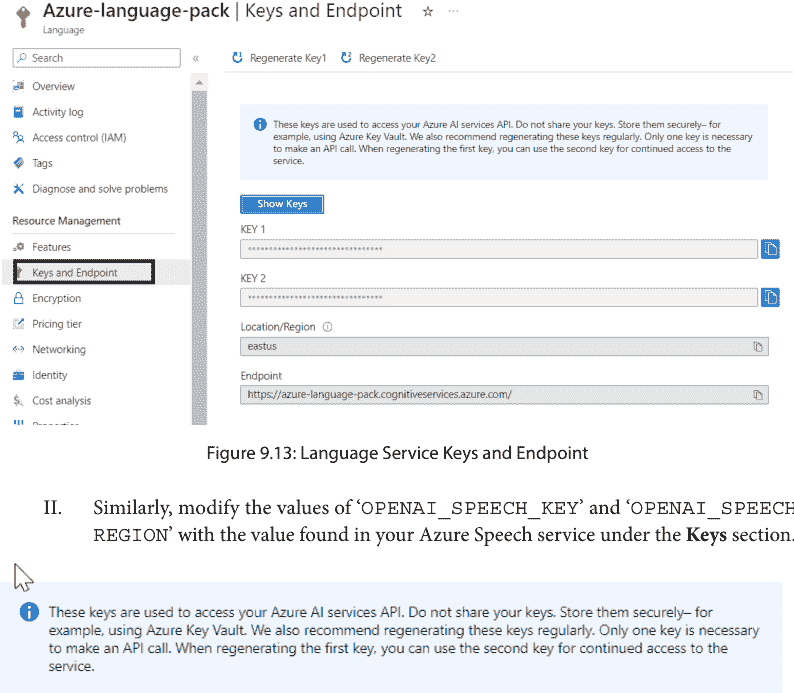 Azure-language-pack | Keys and Endpoint
Language
Search
Regenerate Key1 Regenerate Key2
Overview
Activity log
Access control (IAM)
Tags
Diagnose and solve problems
Resource Management
Features
Keys and Endpoint
Encryption
Pricing tier
Networking
Identity
Cost analysis
These keys are used to access your Azure AI services API. Do not share your keys. Store them securely– for
example, using Azure Key Vault. We also recommend regenerating these keys regularly. Only one key is necessary
to make an API call. When regenerating the first key, you can use the second key for continued access to the
service.
Show Keys
KEY 1
KEY 2
Location/Region
eastus
Endpoint
https://azure-language-pack.cognitiveservices.azure.com/
Figure 9.13: Language Service Keys and Endpoint
II. Similarly, modify the values of ‘OPENAI_SPEECH_KEY’ and ‘OPENAI_SPEECH
REGION’ with the value found in your Azure Speech service under the Keys section.
These keys are used to access your Azure AI services API. Do not share your keys. Store them securely– for
example, using Azure Key Vault. We also recommend regenerating these keys regularly. Only one key is necessary
to make an API call. When regenerating the first key, you can use the second key for continued access to the
service.